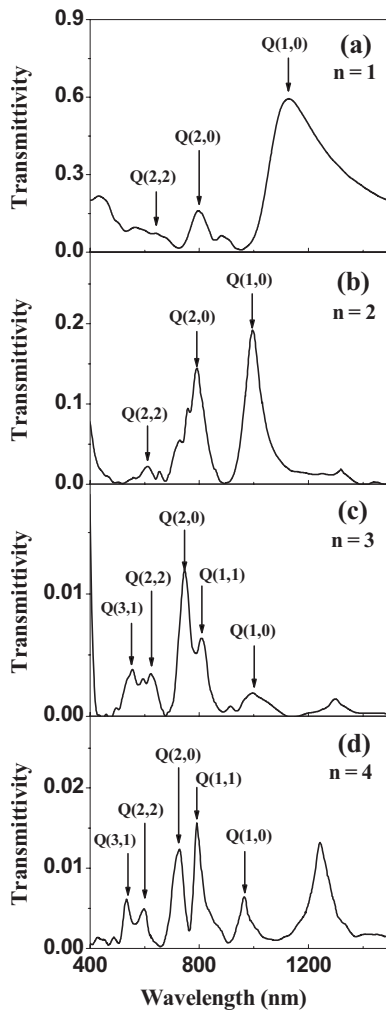 Q(1,0)
(a)
n = 1
Q(2,0)
Q(2,2)
0.9
0.6
0.3
0.0
Transmittivity
Q(1,0)
(b)
n = 2
Q(2,0)
Q(2,2)
0.2
0.1
0.0
Transmittivity
(c)
n = 3
Q(2,0)
Q(2,2)
Q(1,1)
Q(3,1)
Q(1,0)
0.01
0.00
Transmittivity
(d)
n = 4
Q(2,0)
Q(1,1)
Q(2,2)
Q(3,1)
Q(1,0)
0.02
0.01
0.00
Transmittivity
400 800 1200
Wavelength (nm)